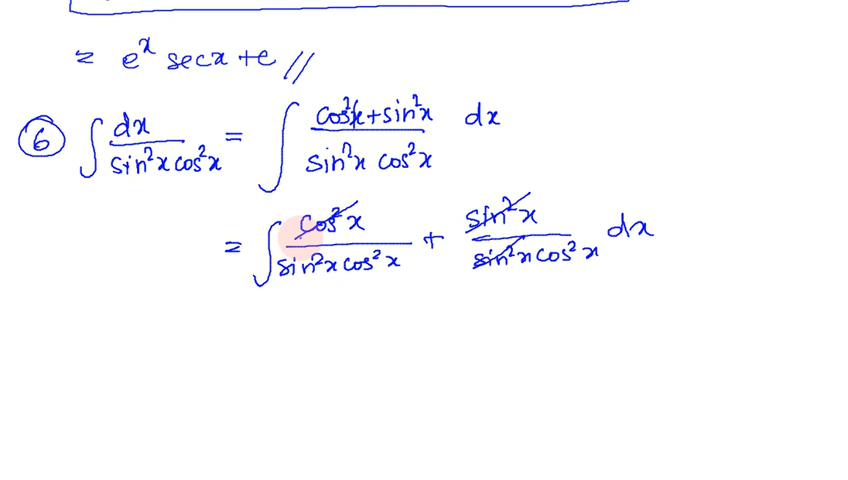 = e^x secx + c //
⑥ ∫ dx / sin²x cos²x = ∫ cos²x + sin²x / sin²x cos²x dx
= ∫ cos²x / sin²x cos²x + sin²x / sin²x cos²x dx